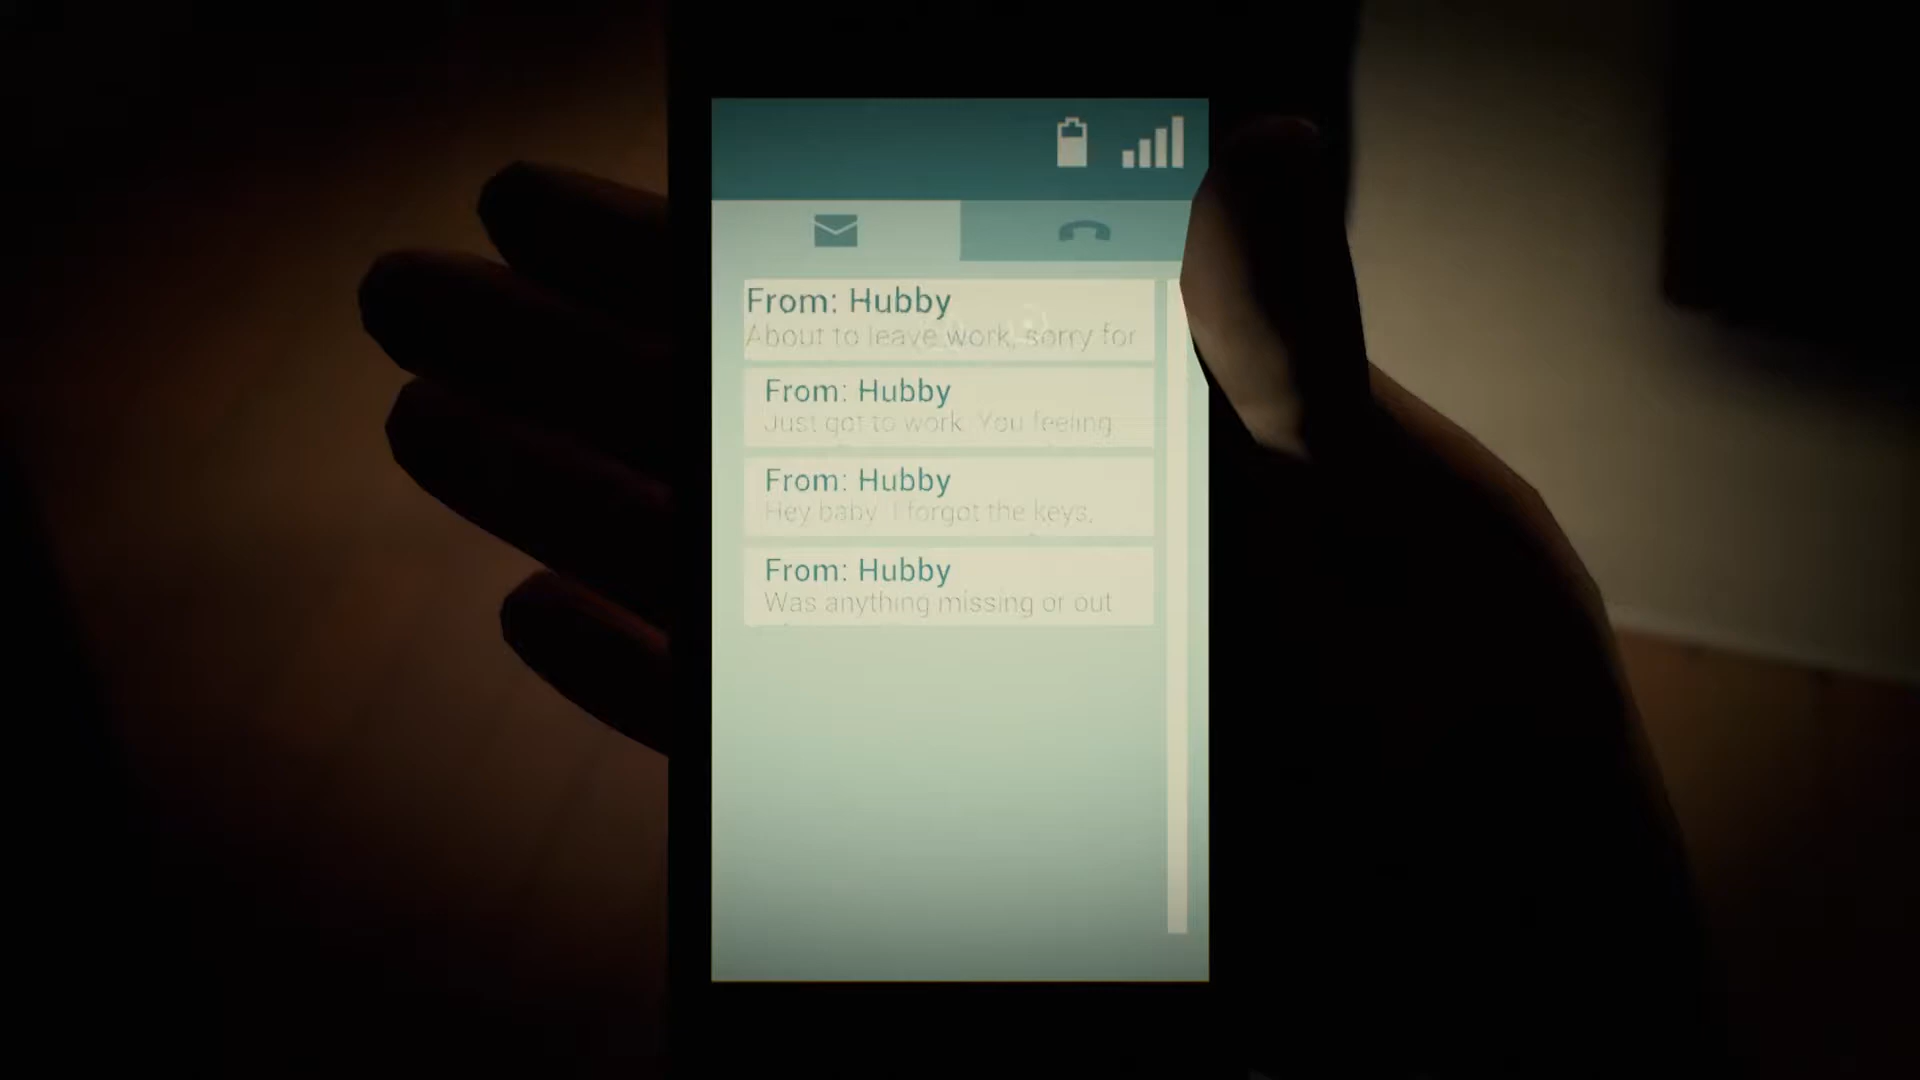 From: Hubby
About to leave work, sorry for
From: Hubby
Just got to work. You feeling
From: Hubby
Hey baby. I forgot the keys,
From: Hubby
Was anything missing or out